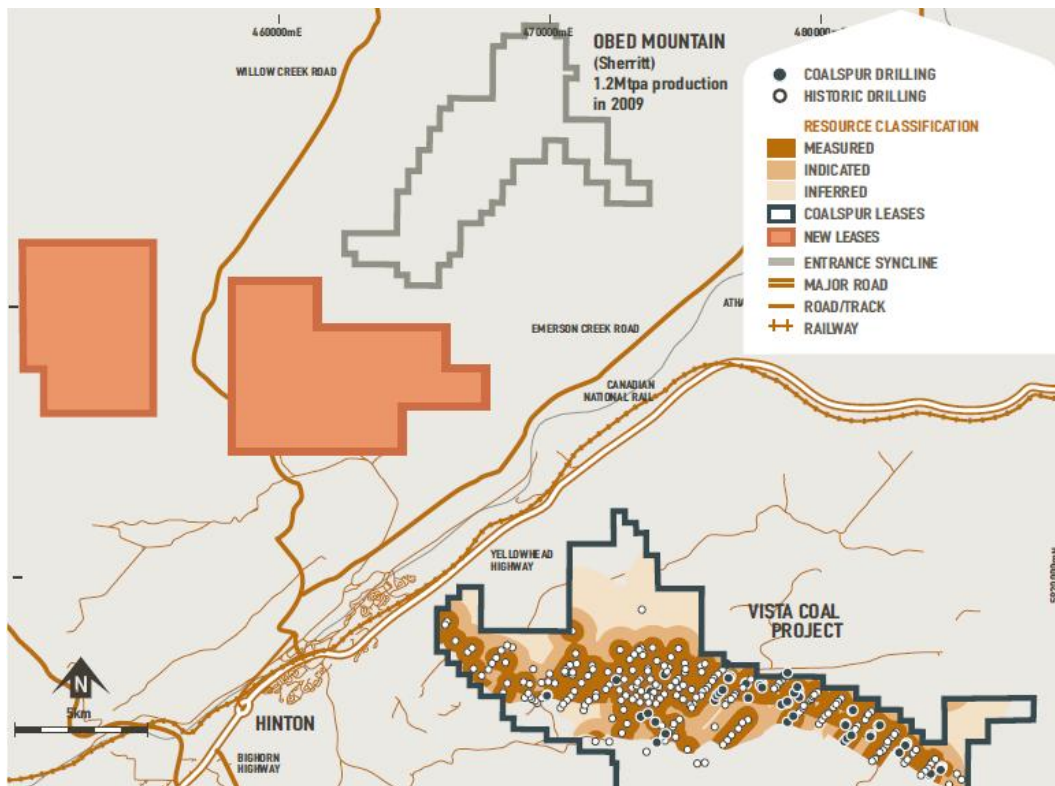 460000mE
470000mE
480000m
OBED MOUNTAIN
(Sherritt)
1.2Mtpa production
in 2009
WILLOW CREEK ROAD
COALSPUR DRILLING
HISTORIC DRILLING
RESOURCE CLASSIFICATION
MEASURED
INDICATED
INFERRED
COALSPUR LEASES
NEW LEASES
ENTRANCE SYNCLINE
MAJOR ROAD
ROAD/TRACK
RAILWAY
ATHA
EMERSON CREEK ROAD
CANADIAN
NATIONAL RAIL
YELLOWHEAD
HIGHWAY
VISTA COAL
PROJECT
N
5km
HINTON
BIGHORN
HIGHWAY